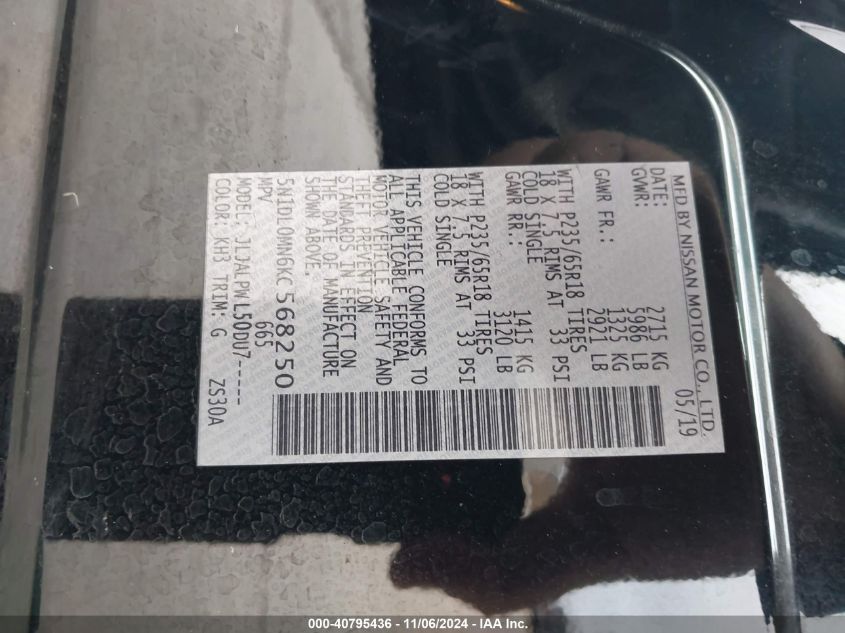 MFD BY NISSAN MOTOR CO., LTD.
DATE: 05/19
GVWR: 2715 KG
5986 LB
GAWR FR.: 1325 KG
2921 LB
WITH P235/65R18 TIRES
18 X 7.5 RIMS AT 33 PSI
COLD SINGLE
GAWR RR.: 1415 KG
3120 LB
WITH P235/65R18 TIRES
18 X 7.5 RIMS AT 33 PSI
COLD SINGLE
THIS VEHICLE CONFORMS TO
ALL APPLICABLE FEDERAL
MOTOR VEHICLE SAFETY AND
THEFT PREVENTION
STANDARDS IN EFFECT ON
THE DATE OF MANUFACTURE
SHOWN ABOVE.
5N1DL0MN6KC568250
MPV 665
MODEL: JLJALPWL50DU7-----
COLOR: KH3 TRIM: G ZS30A
000-40795436 - 11/06/2024 - IAA Inc.